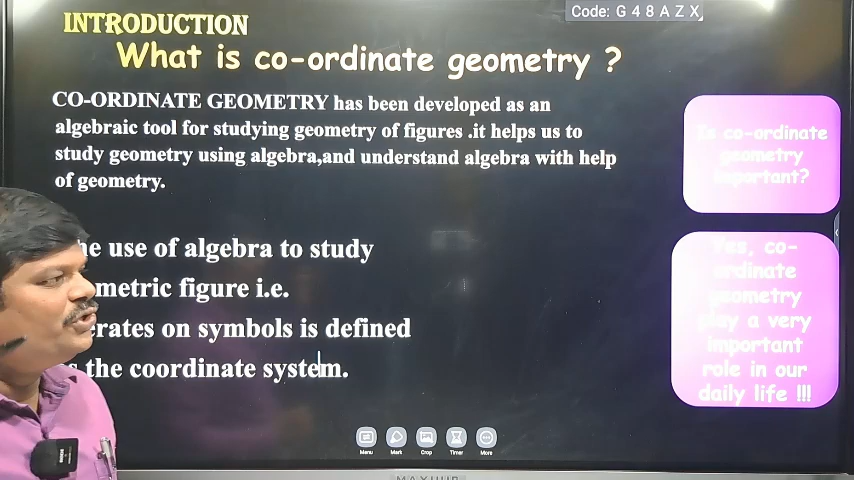 Code: G 4 8 A Z X
INTRODUCTION
What is co-ordinate geometry ?
CO-ORDINATE GEOMETRY has been developed as an
algebraic tool for studying geometry of figures .it helps us to
study geometry using algebra,and understand algebra with help
of geometry.
Is co-ordinate
geometry
important?
he use of algebra to study
metric figure i.e.
erates on symbols is defined
s the coordinate system.
Yes, co-
ordinate
geometry
play a very
important
role in our
daily life !!!
Menu
Mark
Crop
Timer
More